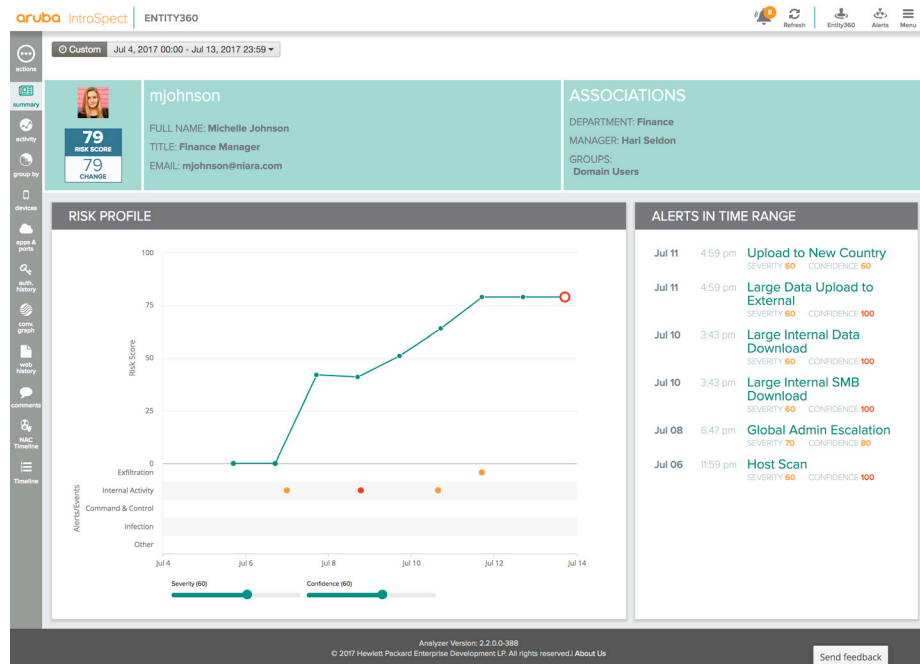 aruba IntroSpect ENTITY360
8
Refresh Entity360 Alerts Menu
Custom Jul 4, 2017 00:00 - Jul 13, 2017 23:59
actions
summary
activity
group by
devices
apps &
ports
auth.
history
conv.
graph
web
history
comments
NAC
Timeline
Timeline
79
RISK SCORE
79
CHANGE
mjohnson
FULL NAME: Michelle Johnson
TITLE: Finance Manager
EMAIL: mjohnson@niara.com
ASSOCIATIONS
DEPARTMENT: Finance
MANAGER: Hari Seldon
GROUPS:
Domain Users
RISK PROFILE
100
75
50
25
0
Risk Score
Exfiltration
Internal Activity
Command & Control
Infection
Other
Alerts/Events
Jul 4 Jul 6 Jul 8 Jul 10 Jul 12 Jul 14
Severity (60) Confidence (60)
ALERTS IN TIME RANGE
Jul 11 4:59 pm Upload to New Country
SEVERITY 60 CONFIDENCE 60
Jul 11 4:59 pm Large Data Upload to
External
SEVERITY 60 CONFIDENCE 100
Jul 10 3:43 pm Large Internal Data
Download
SEVERITY 60 CONFIDENCE 100
Jul 10 3:43 pm Large Internal SMB
Download
SEVERITY 60 CONFIDENCE 100
Jul 08 6:47 pm Global Admin Escalation
SEVERITY 70 CONFIDENCE 80
Jul 06 11:59 pm Host Scan
SEVERITY 60 CONFIDENCE 100
Analyzer Version: 2.2.0.0-388
© 2017 Hewlett Packard Enterprise Development LP. All rights reserved.| About Us
Send feedback